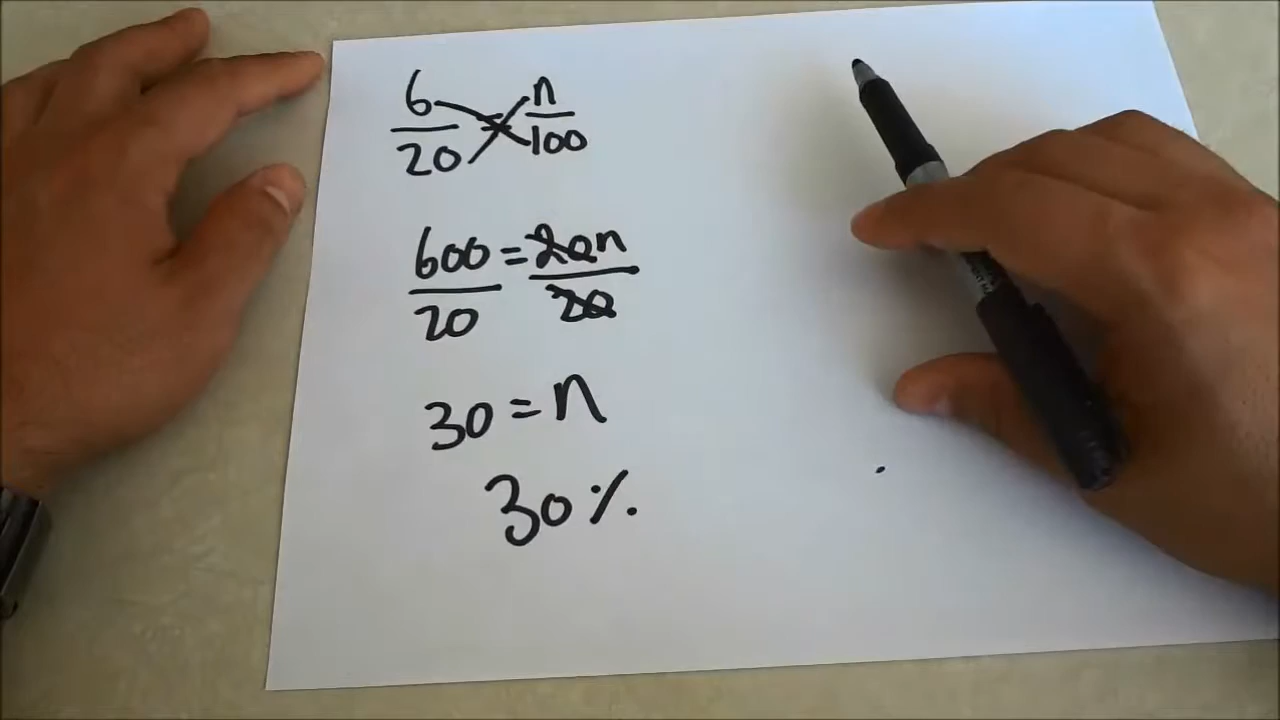 6/20 = n/100
600/20 = 20n/20
30 = n
30%